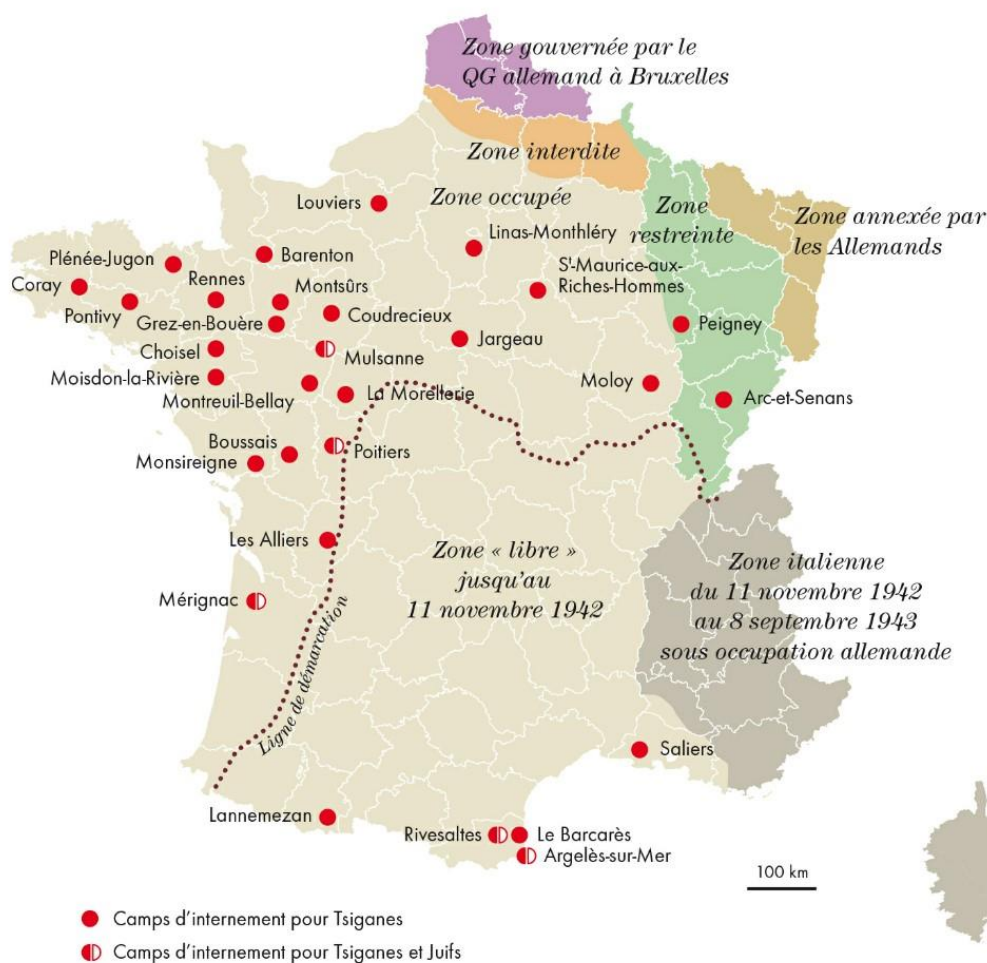 Zone gouvernée par le
QG allemand à Bruxelles
Zone interdite
Zone occupée
Zone
restreinte
Zone annexée par
les Allemands
Louviers
Linas-Monthléry
Plénée-Jugon
Barenton
Coray
Rennes
Montsûrs
St-Maurice-aux-
Riches-Hommes
Pontivy
Grez-en-Bouère
Coudrecieux
Peigney
Choisel
Mulsanne
Jargeau
Moisdon-la-Rivière
Montreuil-Bellay
La Morellerie
Moloy
Arc-et-Senans
Boussais
Monsireigne
Poitiers
Les Alliers
Mérignac
Ligne de démarcation
Zone « libre »
jusqu'au
11 novembre 1942
Zone italienne
du 11 novembre 1942
au 8 septembre 1943
sous occupation allemande
Saliers
Lannemezan
Rivesaltes
Le Barcarès
Argelès-sur-Mer
100 km
Camps d'internement pour Tsiganes
Camps d'internement pour Tsiganes et Juifs